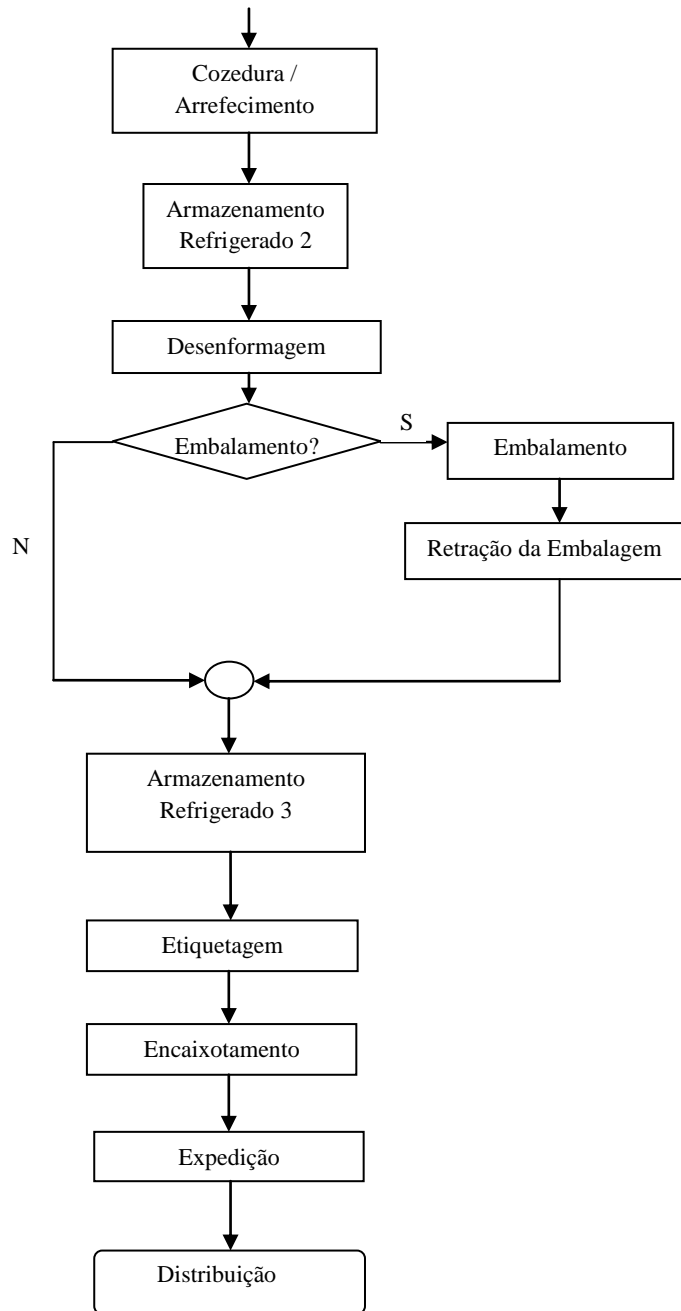 Cozedura /
Arrefecimento
Armazenamento
Refrigerado 2
Desenformagem
Embalamento?
S
Embalamento
Retração da Embalagem
N
Armazenamento
Refrigerado 3
Etiquetagem
Encaixotamento
Expedição
Distribuição